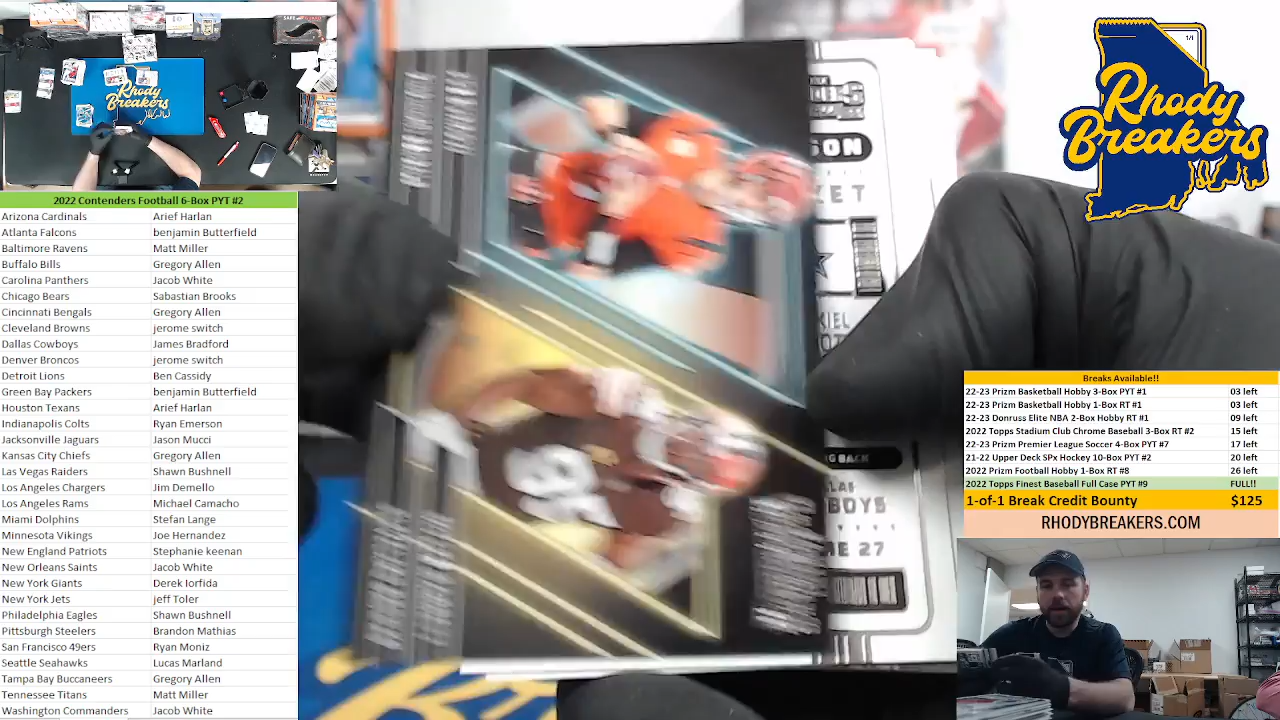 Rhody
Breakers
1/1
Rhody
Breakers
2022 Contenders Football 6-Box PYT #2
Arizona Cardinals Arief Harlan
Atlanta Falcons benjamin Butterfield
Baltimore Ravens Matt Miller
Buffalo Bills Gregory Allen
Carolina Panthers Jacob White
Chicago Bears Sabastian Brooks
Cincinnati Bengals Gregory Allen
Cleveland Browns jerome switch
Dallas Cowboys James Bradford
Denver Broncos jerome switch
Detroit Lions Ben Cassidy
Green Bay Packers benjamin Butterfield
Houston Texans Arief Harlan
Indianapolis Colts Ryan Emerson
Jacksonville Jaguars Jason Mucci
Kansas City Chiefs Gregory Allen
Las Vegas Raiders Shawn Bushnell
Los Angeles Chargers Jim Demello
Los Angeles Rams Michael Camacho
Miami Dolphins Stefan Lange
Minnesota Vikings Joe Hernandez
New England Patriots Stephanie keenan
New Orleans Saints Jacob White
New York Giants Derek Iorfida
New York Jets jeff Toler
Philadelphia Eagles Shawn Bushnell
Pittsburgh Steelers Brandon Mathias
San Francisco 49ers Ryan Moniz
Seattle Seahawks Lucas Marland
Tampa Bay Buccaneers Gregory Allen
Tennessee Titans Matt Miller
Washington Commanders Jacob White
SON
KET
KIEL
G BACK
BOYS
E 27
Breaks Available!!
22-23 Prizm Basketball Hobby 3-Box PYT #1 03 left
22-23 Prizm Basketball Hobby 1-Box RT #1 03 left
22-23 Donruss Elite NBA 2-Box Hobby RT #1 09 left
2022 Topps Stadium Club Chrome Baseball 3-Box RT #2 15 left
22-23 Prizm Premier League Soccer 4-Box PYT #7 17 left
21-22 Upper Deck SPx Hockey 10-Box PYT #2 20 left
2022 Prizm Football Hobby 1-Box RT #8 26 left
2022 Topps Finest Baseball Full Case PYT #9 FULL!!
1-of-1 Break Credit Bounty $125
RHODYBREAKERS.COM